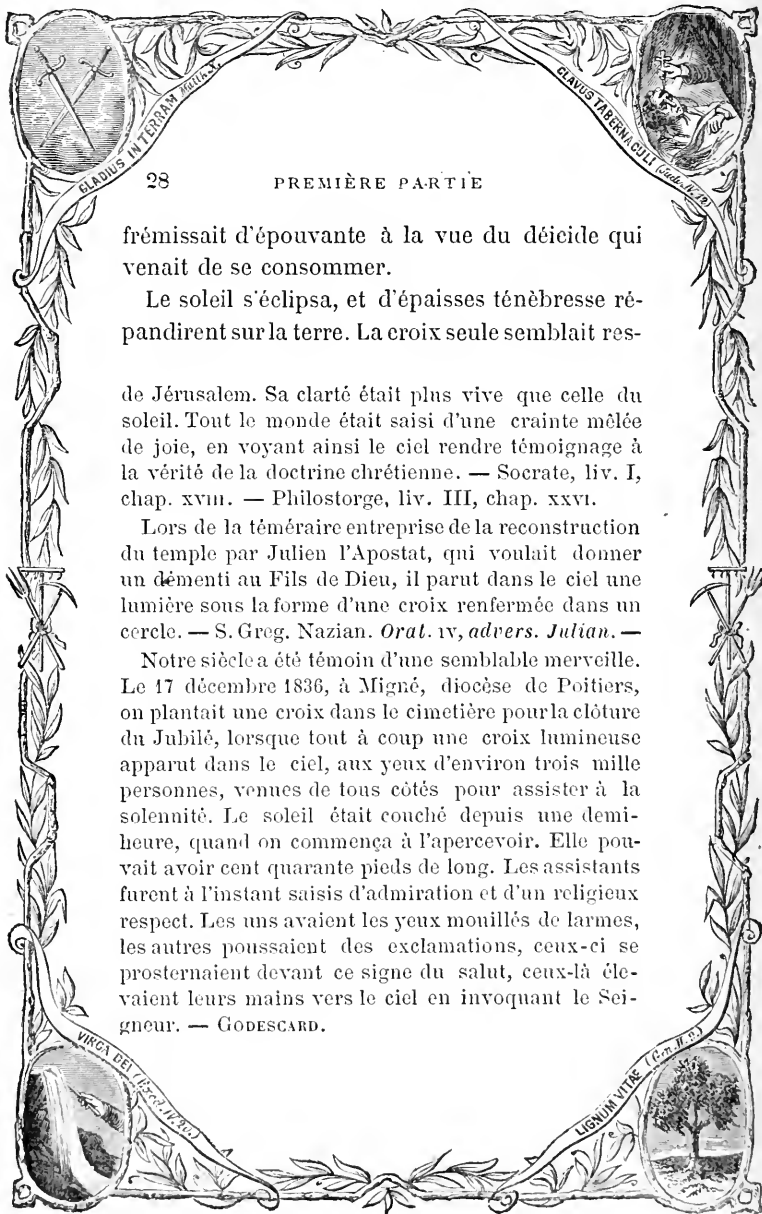 GLADIUS IN TERRAM Matth. X.
CLAVUS TABERNACULI (Judic. IV. 12)
28 PREMIÈRE PARTIE
frémissait d'épouvante à la vue du déicide qui
venait de se consommer.
Le soleil s'éclipsa, et d'épaisses ténèbresse ré-
pandirent sur la terre. La croix seule semblait res-
de Jérusalem. Sa clarté était plus vive que celle du
soleil. Tout le monde était saisi d'une crainte mêlée
de joie, en voyant ainsi le ciel rendre témoignage à
la vérité de la doctrine chrétienne. — Socrate, liv. I,
chap. XVIII. — Philostorge, liv. III, chap. XXVI.
Lors de la téméraire entreprise de la reconstruction
du temple par Julien l'Apostat, qui voulait donner
un démenti au Fils de Dieu, il parut dans le ciel une
lumière sous la forme d'une croix renfermée dans un
cercle. — S. Greg. Nazian. Orat. IV, advers. Julian. —
Notre siècle a été témoin d'une semblable merveille.
Le 17 décembre 1836, à Migné, diocèse de Poitiers,
on plantait une croix dans le cimetière pour la clôture
du Jubilé, lorsque tout à coup une croix lumineuse
apparut dans le ciel, aux yeux d'environ trois mille
personnes, venues de tous côtés pour assister à la
solennité. Le soleil était couché depuis une demi-
heure, quand on commença à l'apercevoir. Elle pou-
vait avoir cent quarante pieds de long. Les assistants
furent à l'instant saisis d'admiration et d'un religieux
respect. Les uns avaient les yeux mouillés de larmes,
les autres poussaient des exclamations, ceux-ci se
prosternaient devant ce signe du salut, ceux-là éle-
vaient leurs mains vers le ciel en invoquant le Sei-
gneur. — GODESCARD.
VIRGA DEI (Exod. IV. 20.)
LIGNUM VITAE (Gen. II. 9.)